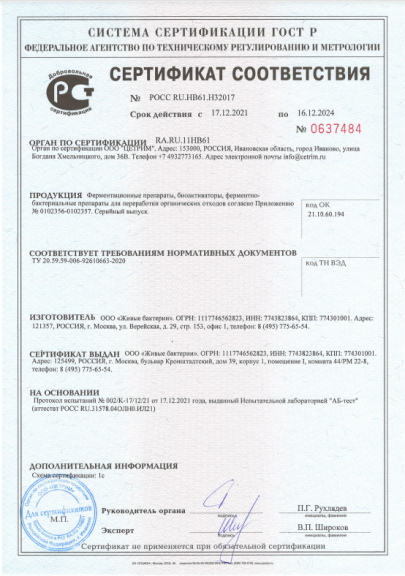 СИСТЕМА СЕРТИФИКАЦИИ ГОСТ Р
ФЕДЕРАЛЬНОЕ АГЕНТСТВО ПО ТЕХНИЧЕСКОМУ РЕГУЛИРОВАНИЮ И МЕТРОЛОГИИ
Добровольная
сертификация
СЕРТИФИКАТ СООТВЕТСТВИЯ
№ РОСС RU.НВ61.Н32017
Срок действия с 17.12.2021 по 16.12.2024
№ 0637484
RA.RU.11НВ61
ОРГАН ПО СЕРТИФИКАЦИИ
Орган по сертификации ООО "ЦЕТРИМ". Адрес: 153000, РОССИЯ, Ивановская область, город Иваново, улица
Богдана Хмельницкого, дом 36В. Телефон +7 4932773165. Адрес электронной почты info@cetrim.ru
ПРОДУКЦИЯ Ферментационные препараты, биоактиваторы, ферментно-
бактериальные препараты для переработки органических отходов согласно Приложению
№ 0102356-0102357. Серийный выпуск.
код ОК
21.10.60.194
СООТВЕТСТВУЕТ ТРЕБОВАНИЯМ НОРМАТИВНЫХ ДОКУМЕНТОВ
ТУ 20.59.59-006-92610663-2020
код ТН ВЭД
ИЗГОТОВИТЕЛЬ ООО «Живые бактерии». ОГРН: 1117746562823, ИНН: 7743823864, КПП: 774301001. Адрес:
121357, РОССИЯ, г. Москва, ул. Верейская, д. 29, стр. 153, офис 1, телефон: 8 (495) 775-65-54.
СЕРТИФИКАТ ВЫДАН ООО «Живые бактерии». ОГРН: 1117746562823, ИНН: 7743823864, КПП: 774301001.
Адрес: 125499, РОССИЯ, г. Москва, бульвар Кронштадтский, дом 39, корпус 1, помещение I, комната 44/РМ 22-8,
телефон: 8 (495) 775-65-54.
НА ОСНОВАНИИ
Протокол испытаний № 002/К-17/12/21 от 17.12.2021 года, выданный Испытательной лабораторией "АБ-тест"
(аттестат РОСС RU.31578.04ОЛН0.ИЛ21)
ДОПОЛНИТЕЛЬНАЯ ИНФОРМАЦИЯ
Схема сертификации: 1с
Для сертификатов
М.П.
Руководитель органа
подпись
П.Г. Рухлядев
инициалы, фамилия
Эксперт
подпись
В.П. Широков
инициалы, фамилия
Сертификат не применяется при обязательной сертификации